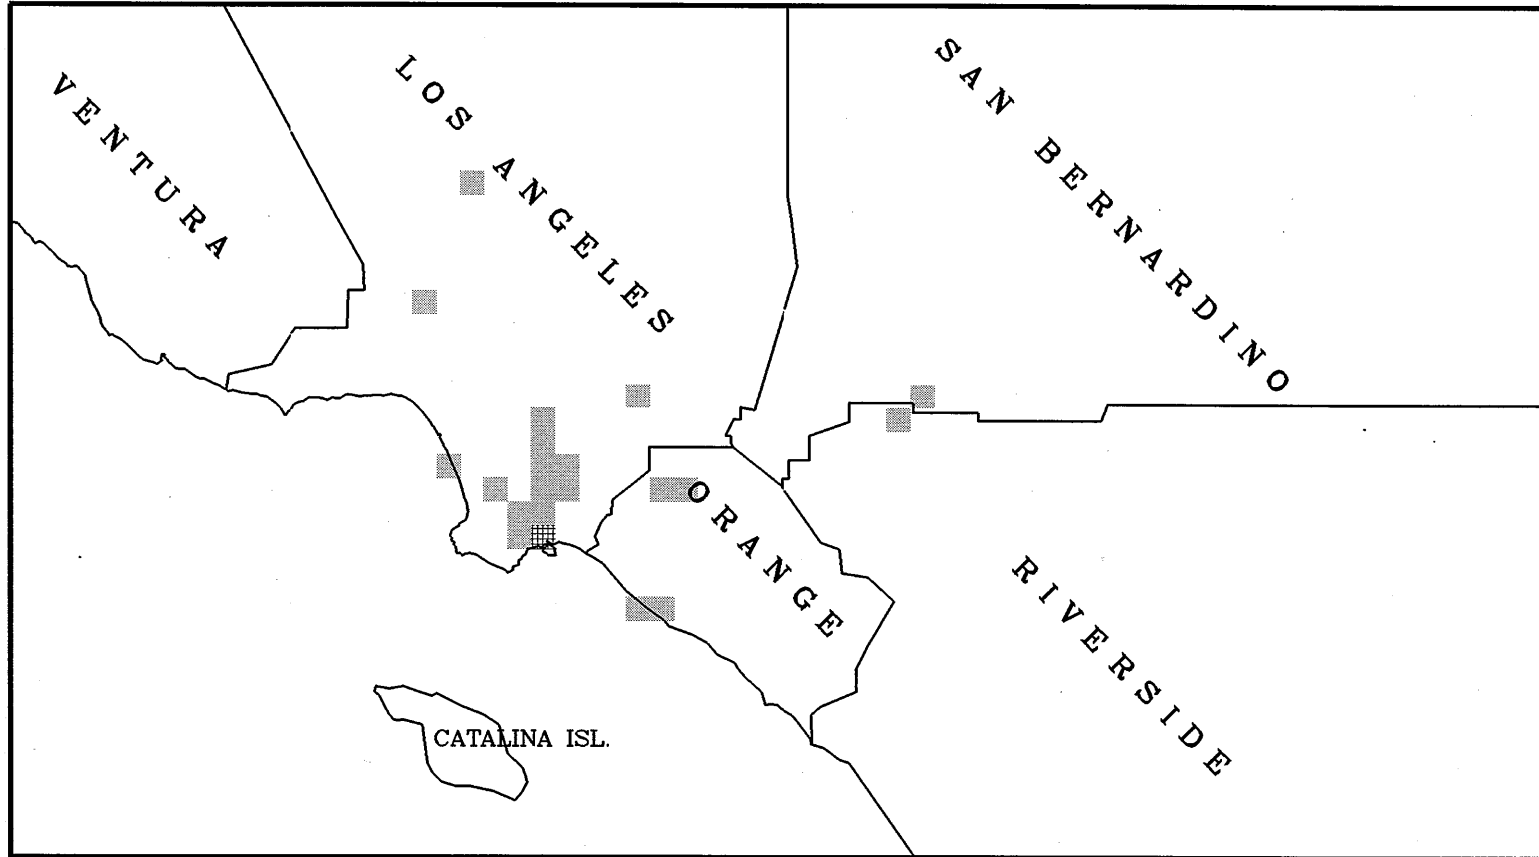 VENTURA
LOS ANGELES
SAN BERNARDINO
ORANGE
RIVERSIDE
CATALINA ISL.